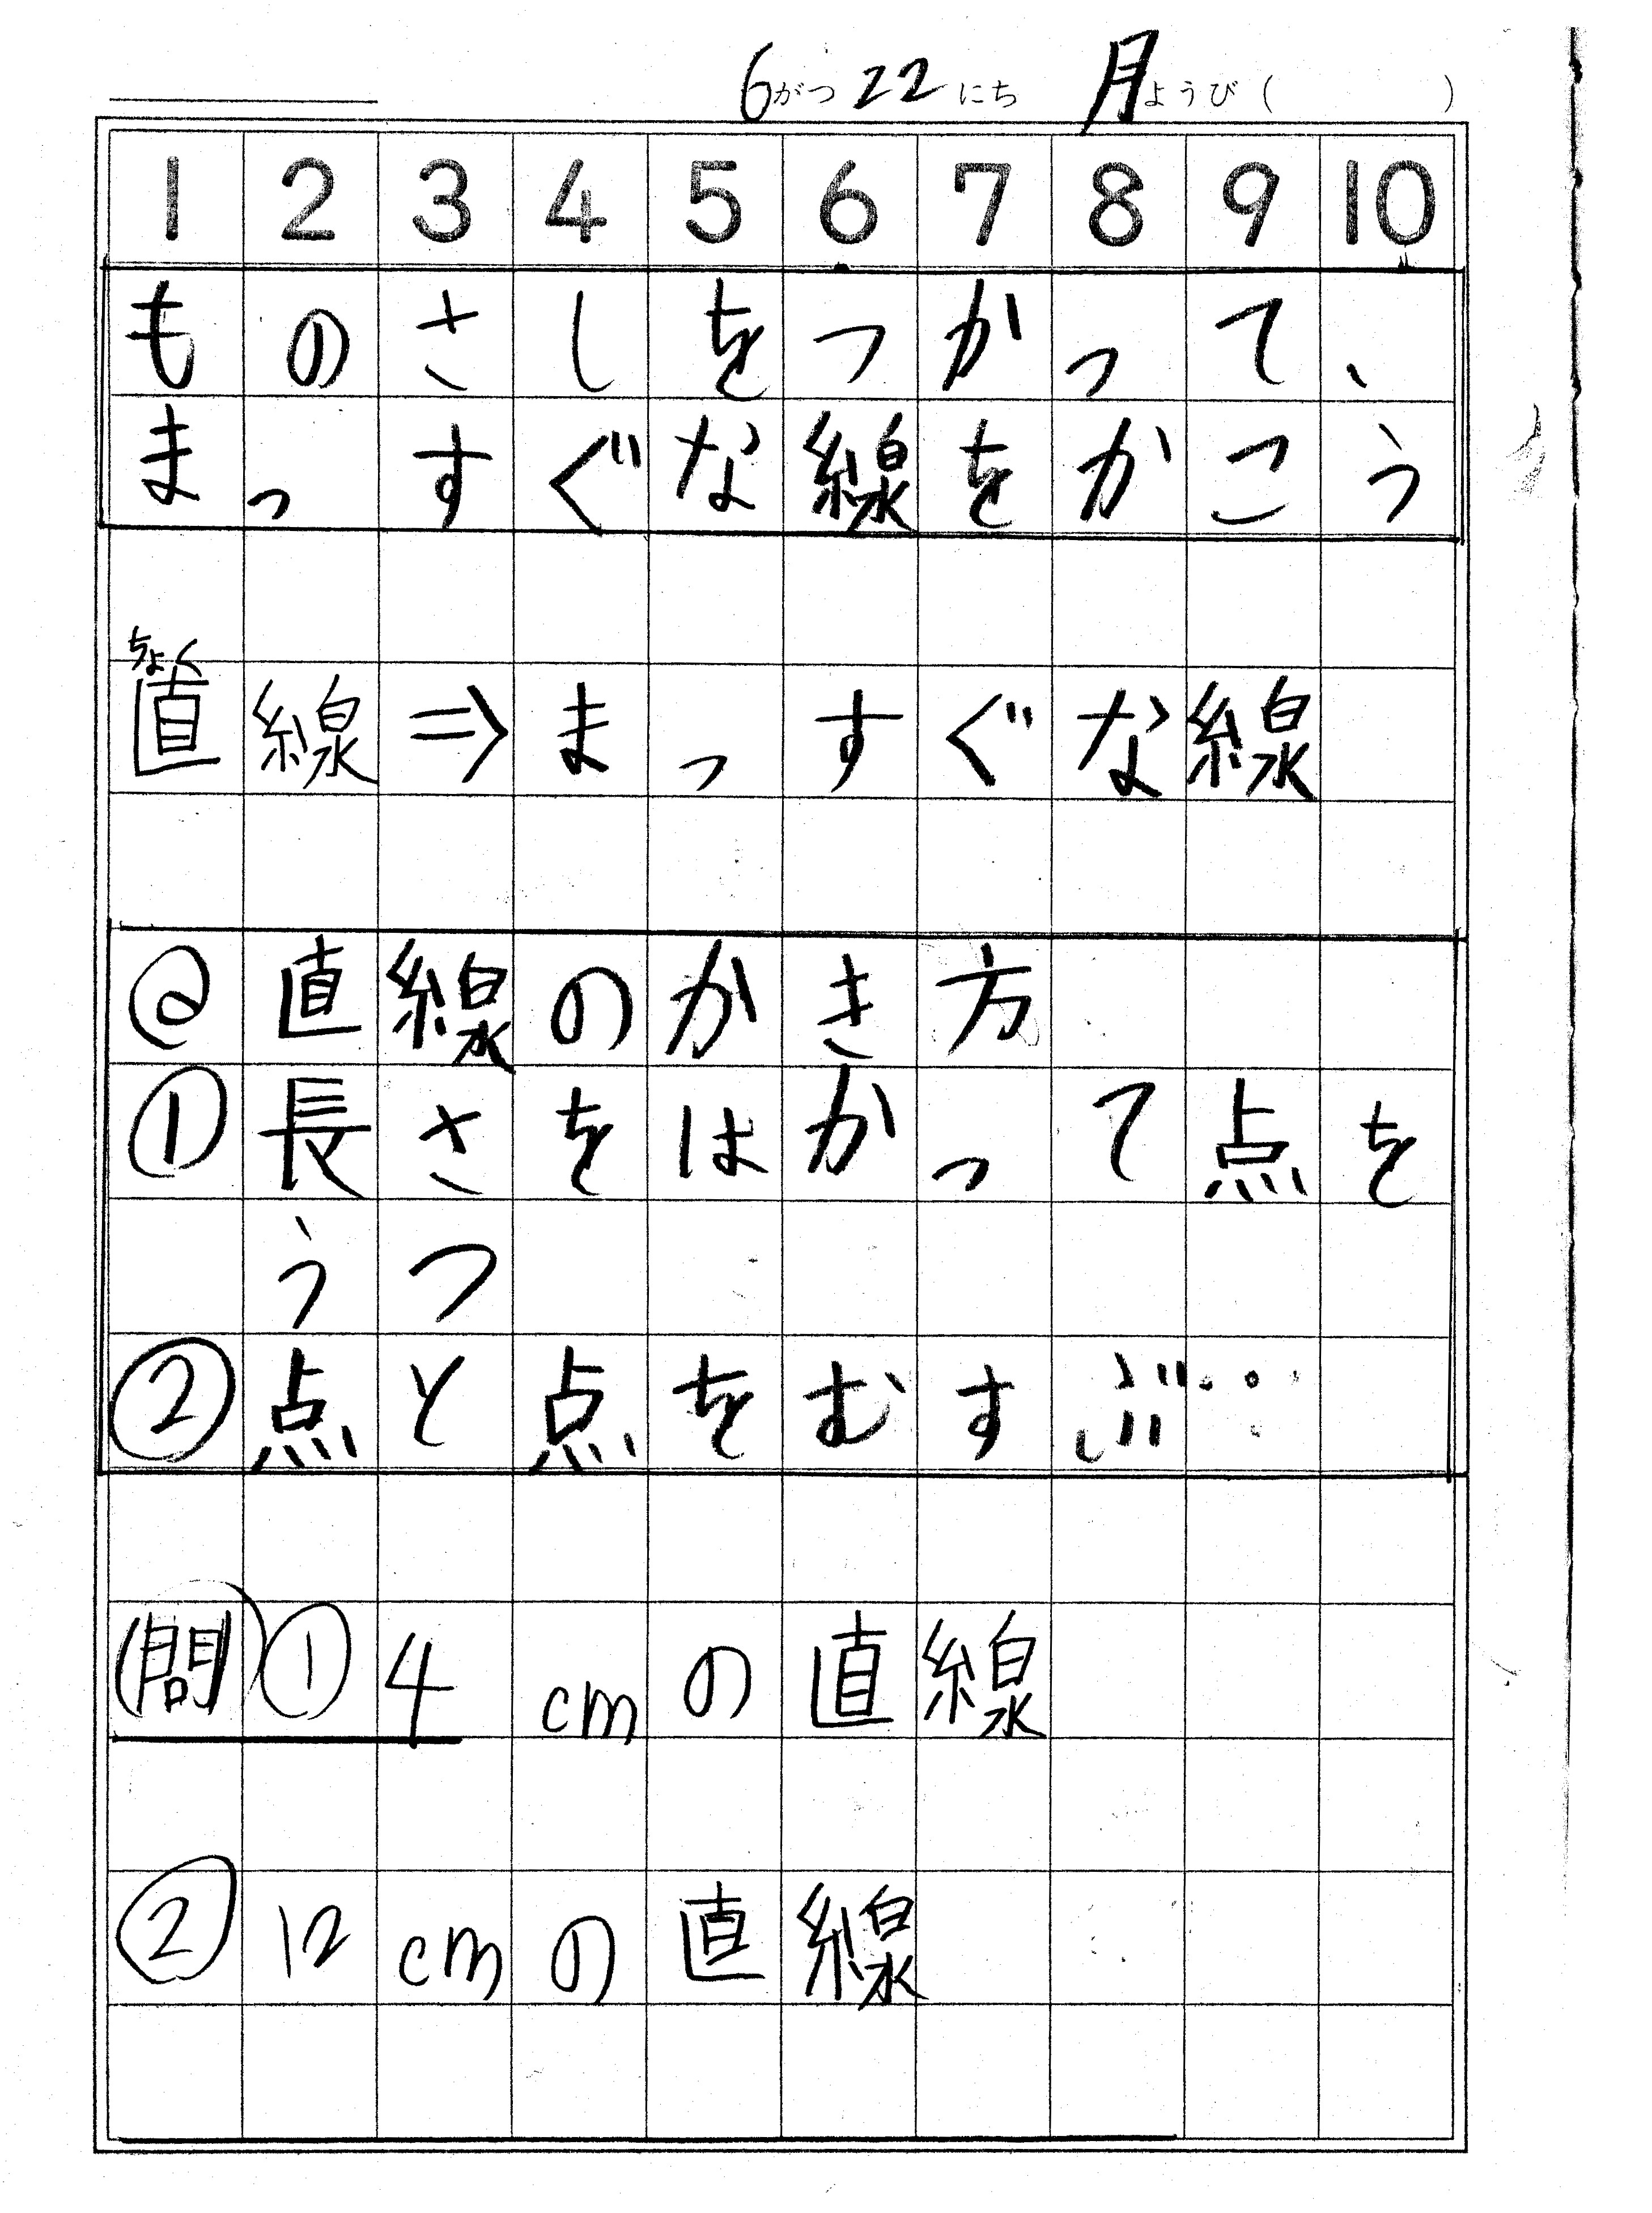 6がつ22にち 月ようび( )
1 2 3 4 5 6 7 8 9 10
ものさしをつかって、
まっすぐな線をかこう
ちょく
直線⇒まっすぐな線
直線のかき方
①長さをはかって点を
うつ
②点と点をむすぶ
問①4cmの直線
②12cmの直線